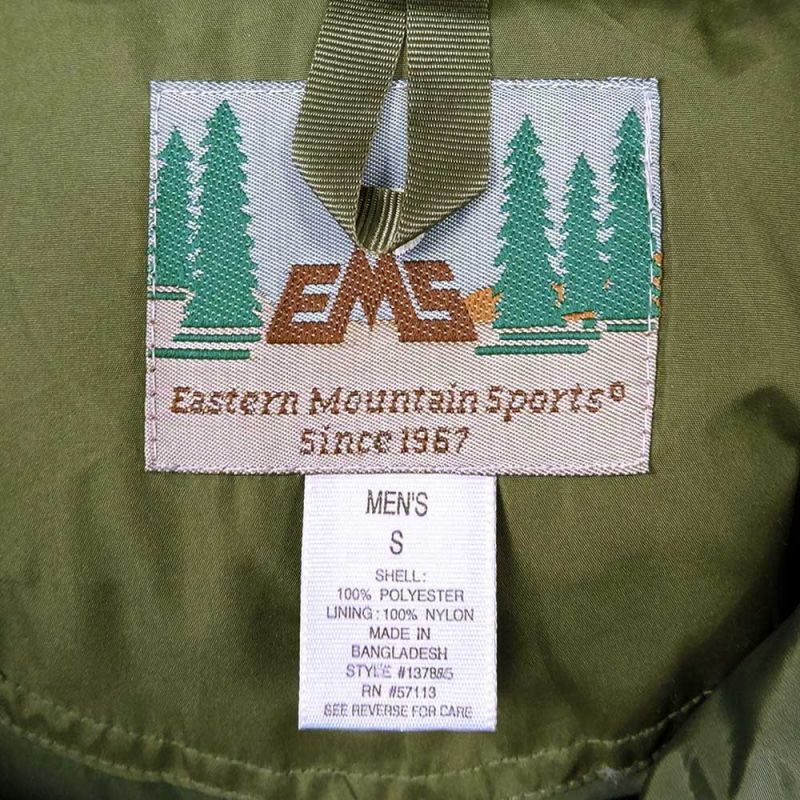 EMS
Eastern Mountain Sports®
Since 1967
MEN'S
S
SHELL:
100% POLYESTER
LINING: 100% NYLON
MADE IN
BANGLADESH
STYLE
RN #57113
SEE REVERSE FOR CARE